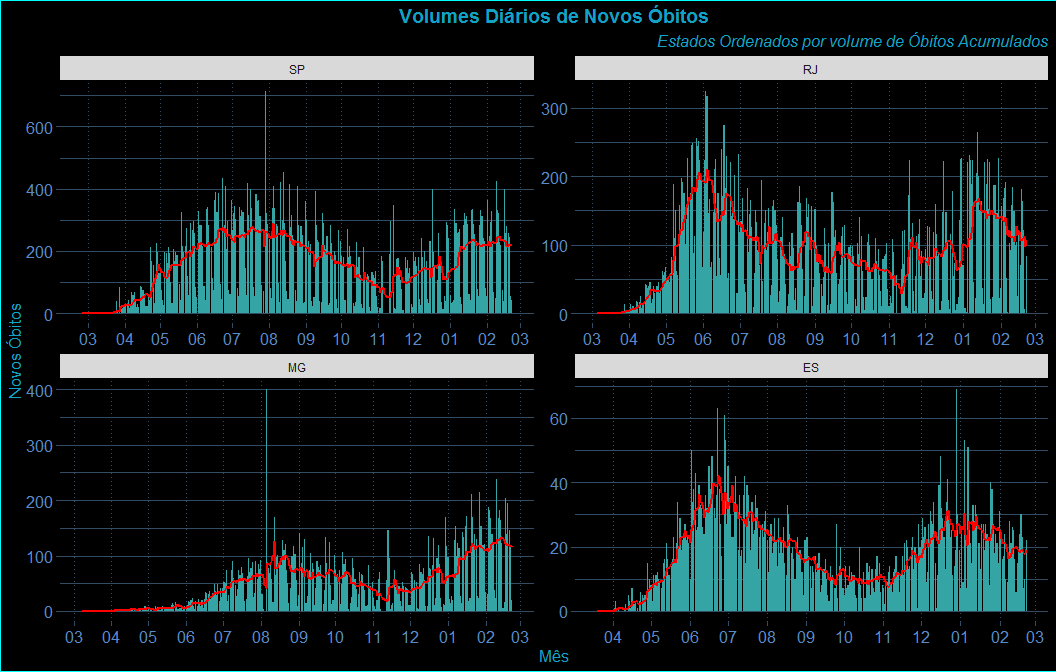 Volumes Diários de Novos Óbitos
Estados Ordenados por volume de Óbitos Acumulados
SP
600
400
200
0
03 04 05 06 07 08 09 10 11 12 01 02 03
RJ
300
200
100
0
03 04 05 06 07 08 09 10 11 12 01 02 03
Novos Óbitos
MG
400
300
200
100
0
03 04 05 06 07 08 09 10 11 12 01 02 03
ES
60
40
20
0
04 05 06 07 08 09 10 11 12 01 02 03
Mês